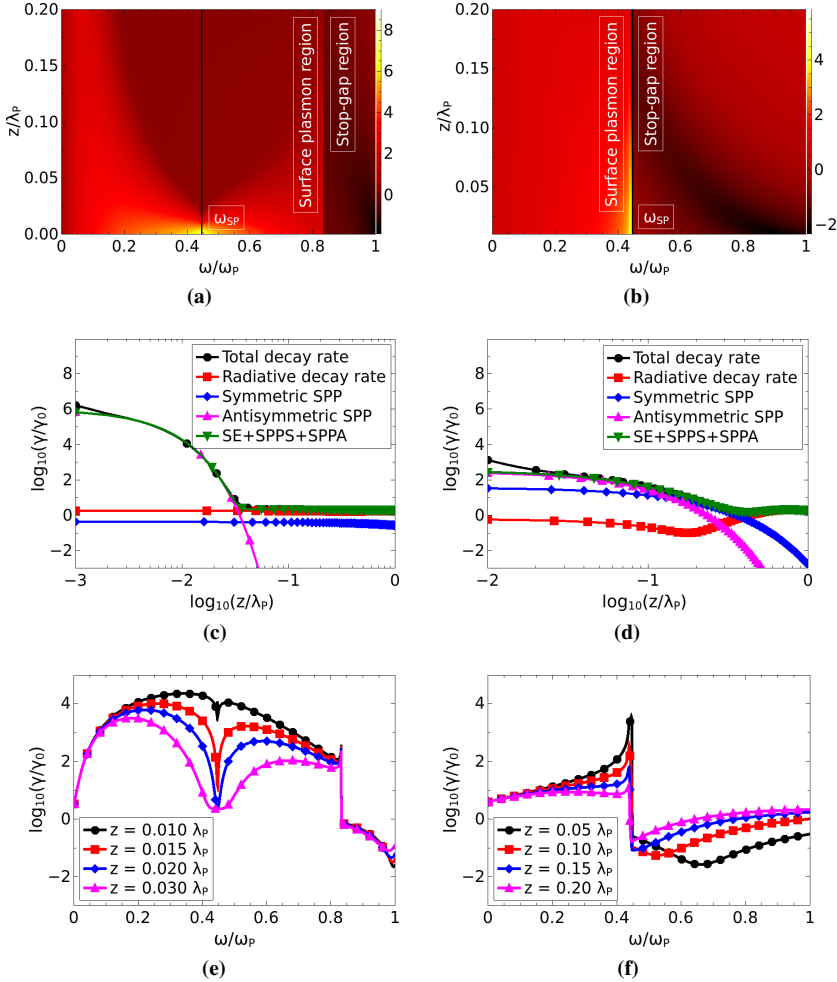 0.20
0.15
0.10
0.05
0.00
z/λP
0
0.2
0.4
0.6
0.8
1
ω/ωP
Surface plasmon region
Stop-gap region
ωSP
8
6
4
2
0
(a)
0.20
0.15
0.10
0.05
z/λP
0
0.2
0.4
0.6
0.8
1
ω/ωP
Surface plasmon region
Stop-gap region
ωSP
4
2
0
−2
(b)
8
6
4
2
0
−2
log10(γ/γ0)
−3
−2
−1
0
log10(z/λP)
Total decay rate
Radiative decay rate
Symmetric SPP
Antisymmetric SPP
SE+SPPS+SPPA
(c)
8
6
4
2
0
−2
log10(γ/γ0)
−2
−1
0
log10(z/λP)
Total decay rate
Radiative decay rate
Symmetric SPP
Antisymmetric SPP
SE+SPPS+SPPA
(d)
4
2
0
−2
log10(γ/γ0)
0
0.2
0.4
0.6
0.8
1
ω/ωP
z = 0.010 λP
z = 0.015 λP
z = 0.020 λP
z = 0.030 λP
(e)
4
2
0
−2
log10(γ/γ0)
0
0.2
0.4
0.6
0.8
1
ω/ωP
z = 0.05 λP
z = 0.10 λP
z = 0.15 λP
z = 0.20 λP
(f)